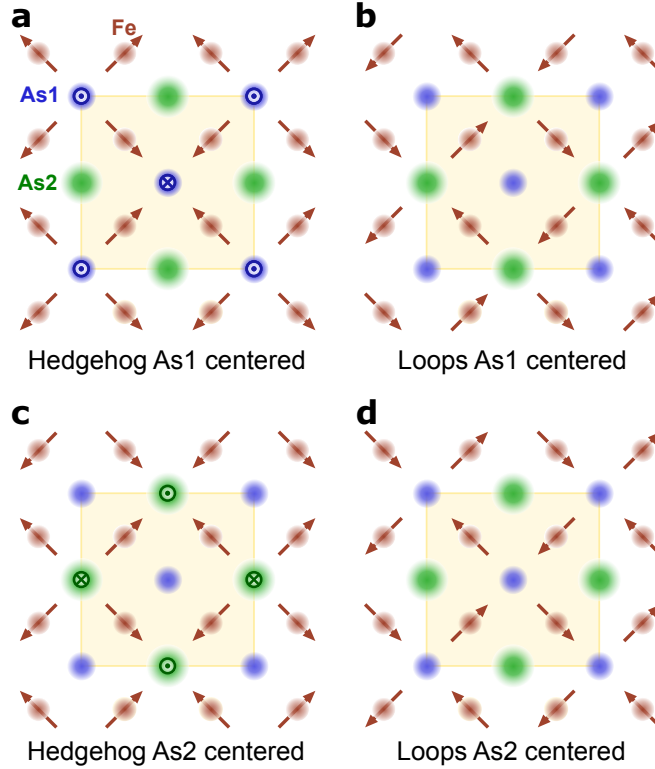 a
b
Fe
As1
As2
Hedgehog As1 centered
Loops As1 centered
c
d
Hedgehog As2 centered
Loops As2 centered